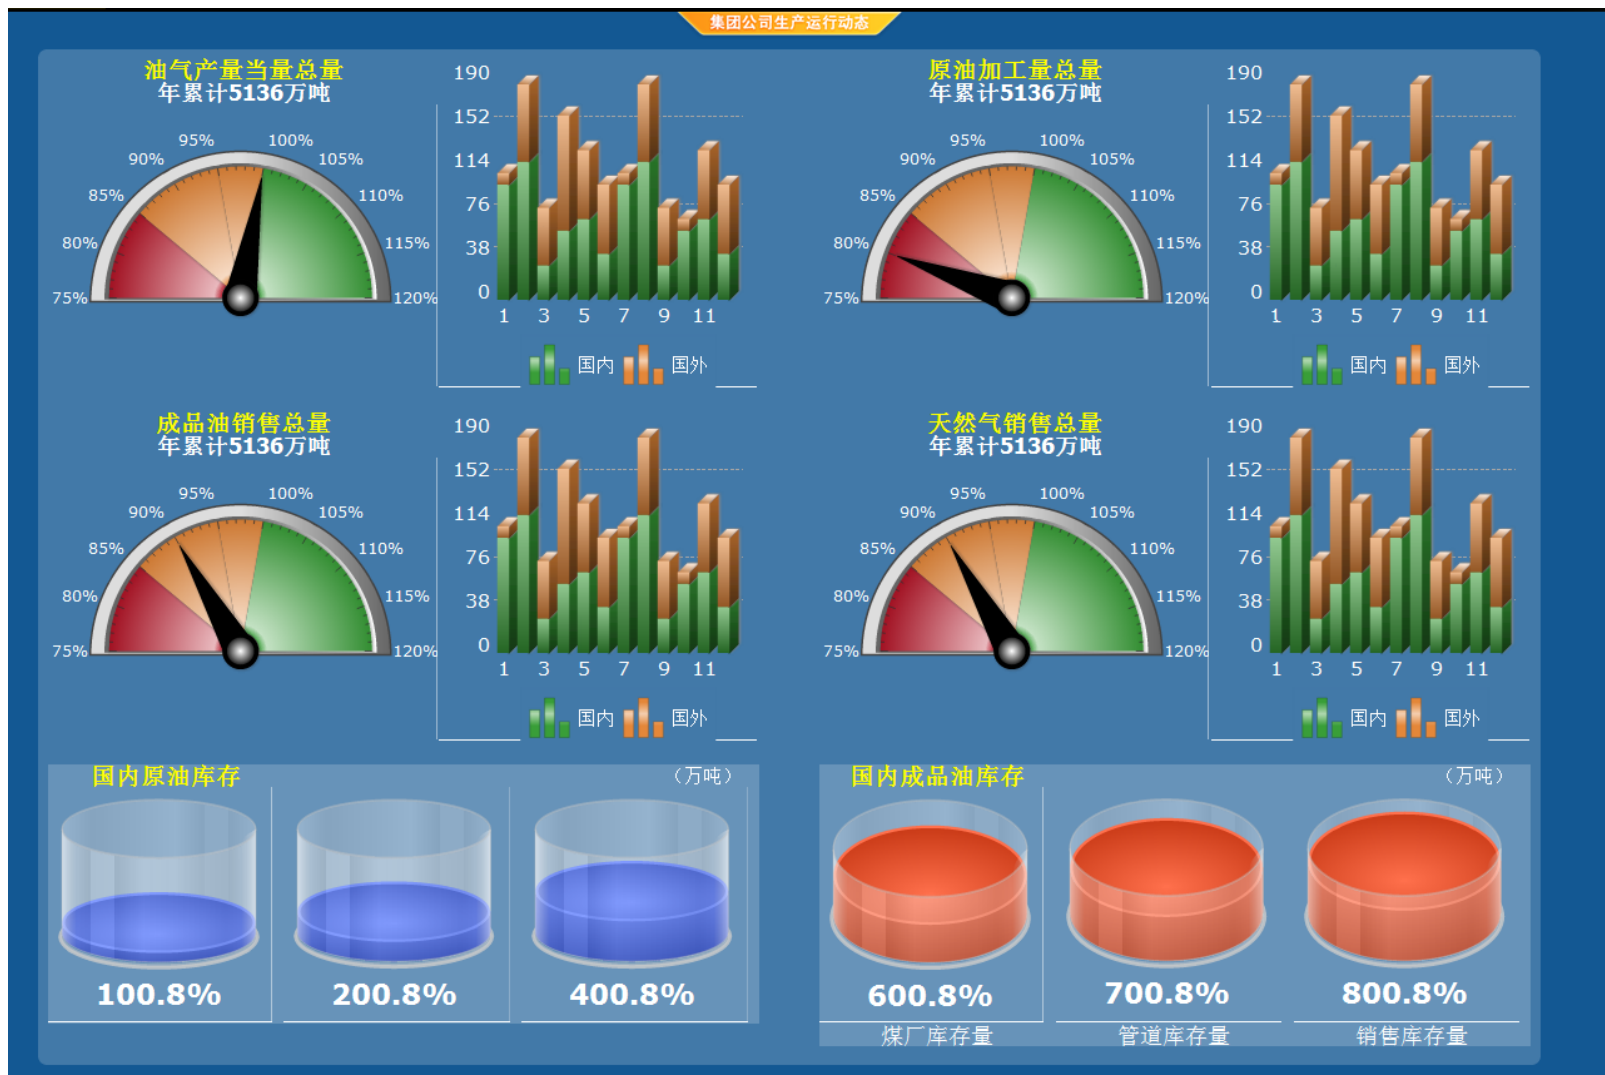 集团公司生产运行动态
油气产量当量总量
年累计5136万吨
75%
80%
85%
90%
95%
100%
105%
110%
115%
120%
190
152
114
76
38
0
1 3 5 7 9 11
国内 国外
原油加工量总量
年累计5136万吨
75%
80%
85%
90%
95%
100%
105%
110%
115%
120%
190
152
114
76
38
0
1 3 5 7 9 11
国内 国外
成品油销售总量
年累计5136万吨
75%
80%
85%
90%
95%
100%
105%
110%
115%
120%
190
152
114
76
38
0
1 3 5 7 9 11
国内 国外
天然气销售总量
年累计5136万吨
75%
80%
85%
90%
95%
100%
105%
110%
115%
120%
190
152
114
76
38
0
1 3 5 7 9 11
国内 国外
国内原油库存 （万吨）
100.8% 200.8% 400.8%
国内成品油库存 （万吨）
600.8% 700.8% 800.8%
煤厂库存量 管道库存量 销售库存量